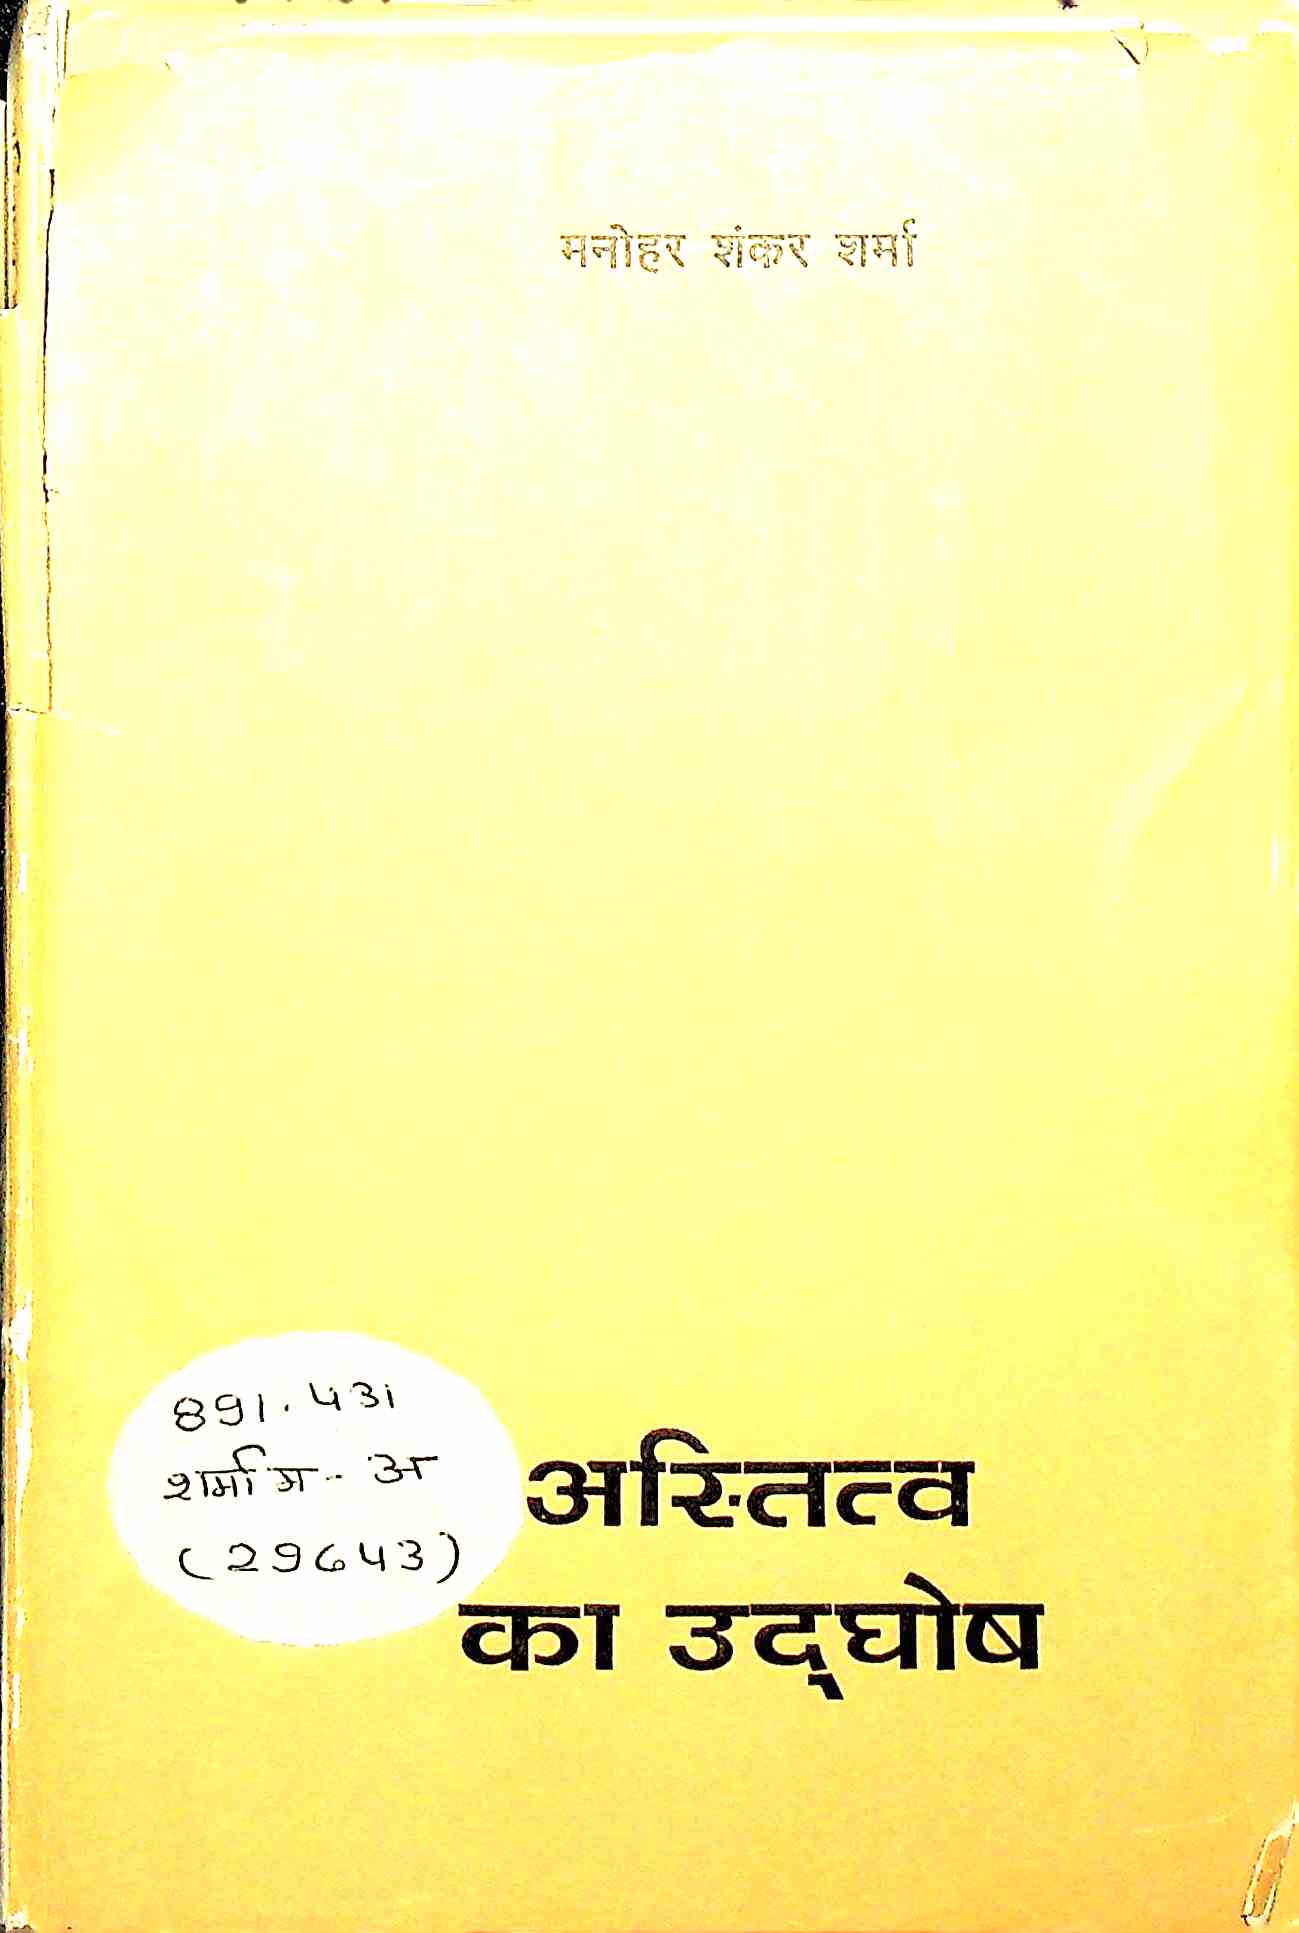 मनोहर शंकर शर्मा
891.431
शर्मा म - अ
(29643)
अस्तित्व
का उद्‌घोष